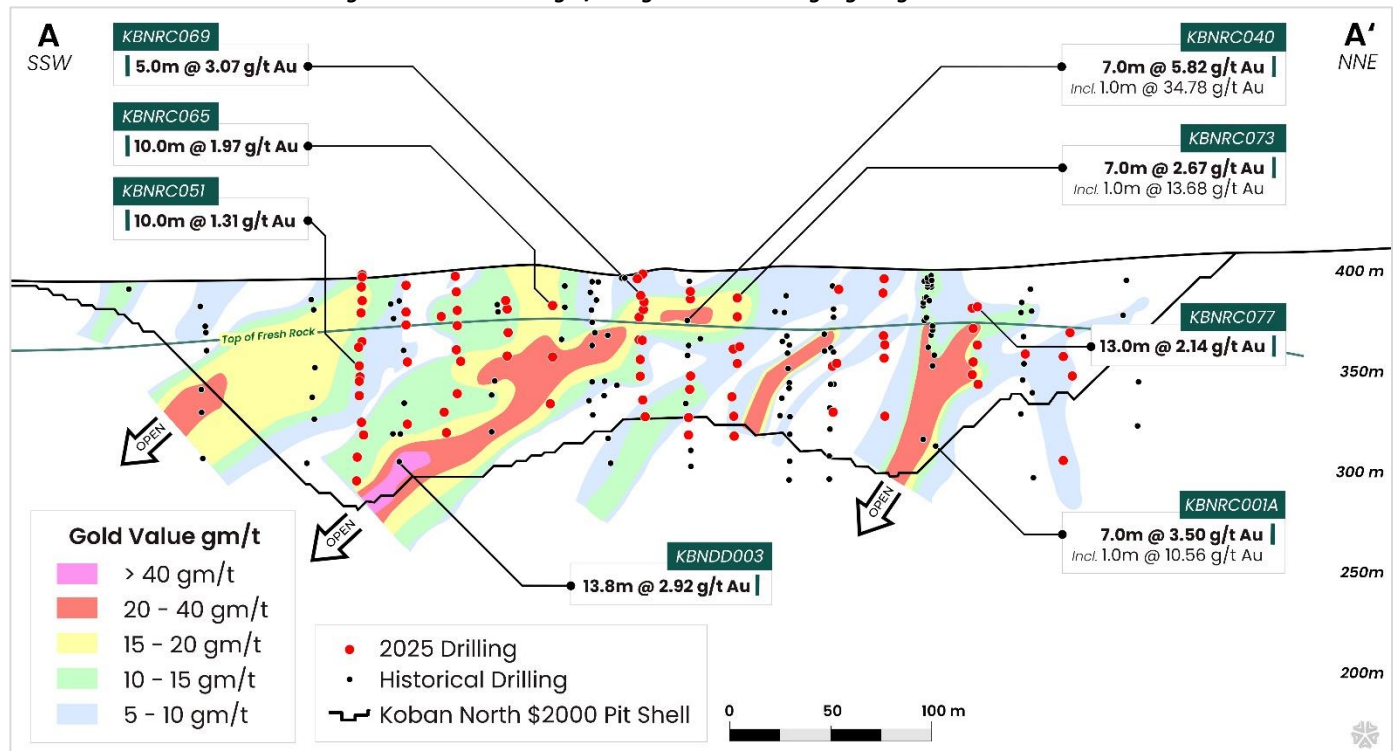 A
SSW
A'
NNE
KBNRC069
5.0m @ 3.07 g/t Au
KBNRC065
10.0m @ 1.97 g/t Au
KBNRC051
10.0m @ 1.31 g/t Au
KBNRC040
7.0m @ 5.82 g/t Au
Incl. 1.0m @ 34.78 g/t Au
KBNRC073
7.0m @ 2.67 g/t Au
Incl. 1.0m @ 13.68 g/t Au
400 m
Top of Fresh Rock
KBNRC077
13.0m @ 2.14 g/t Au
350m
OPEN
300 m
OPEN
OPEN
KBNRC001A
7.0m @ 3.50 g/t Au
Incl. 1.0m @ 10.56 g/t Au
KBNDD003
13.8m @ 2.92 g/t Au
250m
200m
Gold Value gm/t
> 40 gm/t
20 - 40 gm/t
15 - 20 gm/t
10 - 15 gm/t
5 - 10 gm/t
2025 Drilling
Historical Drilling
Koban North $2000 Pit Shell
0 50 100 m